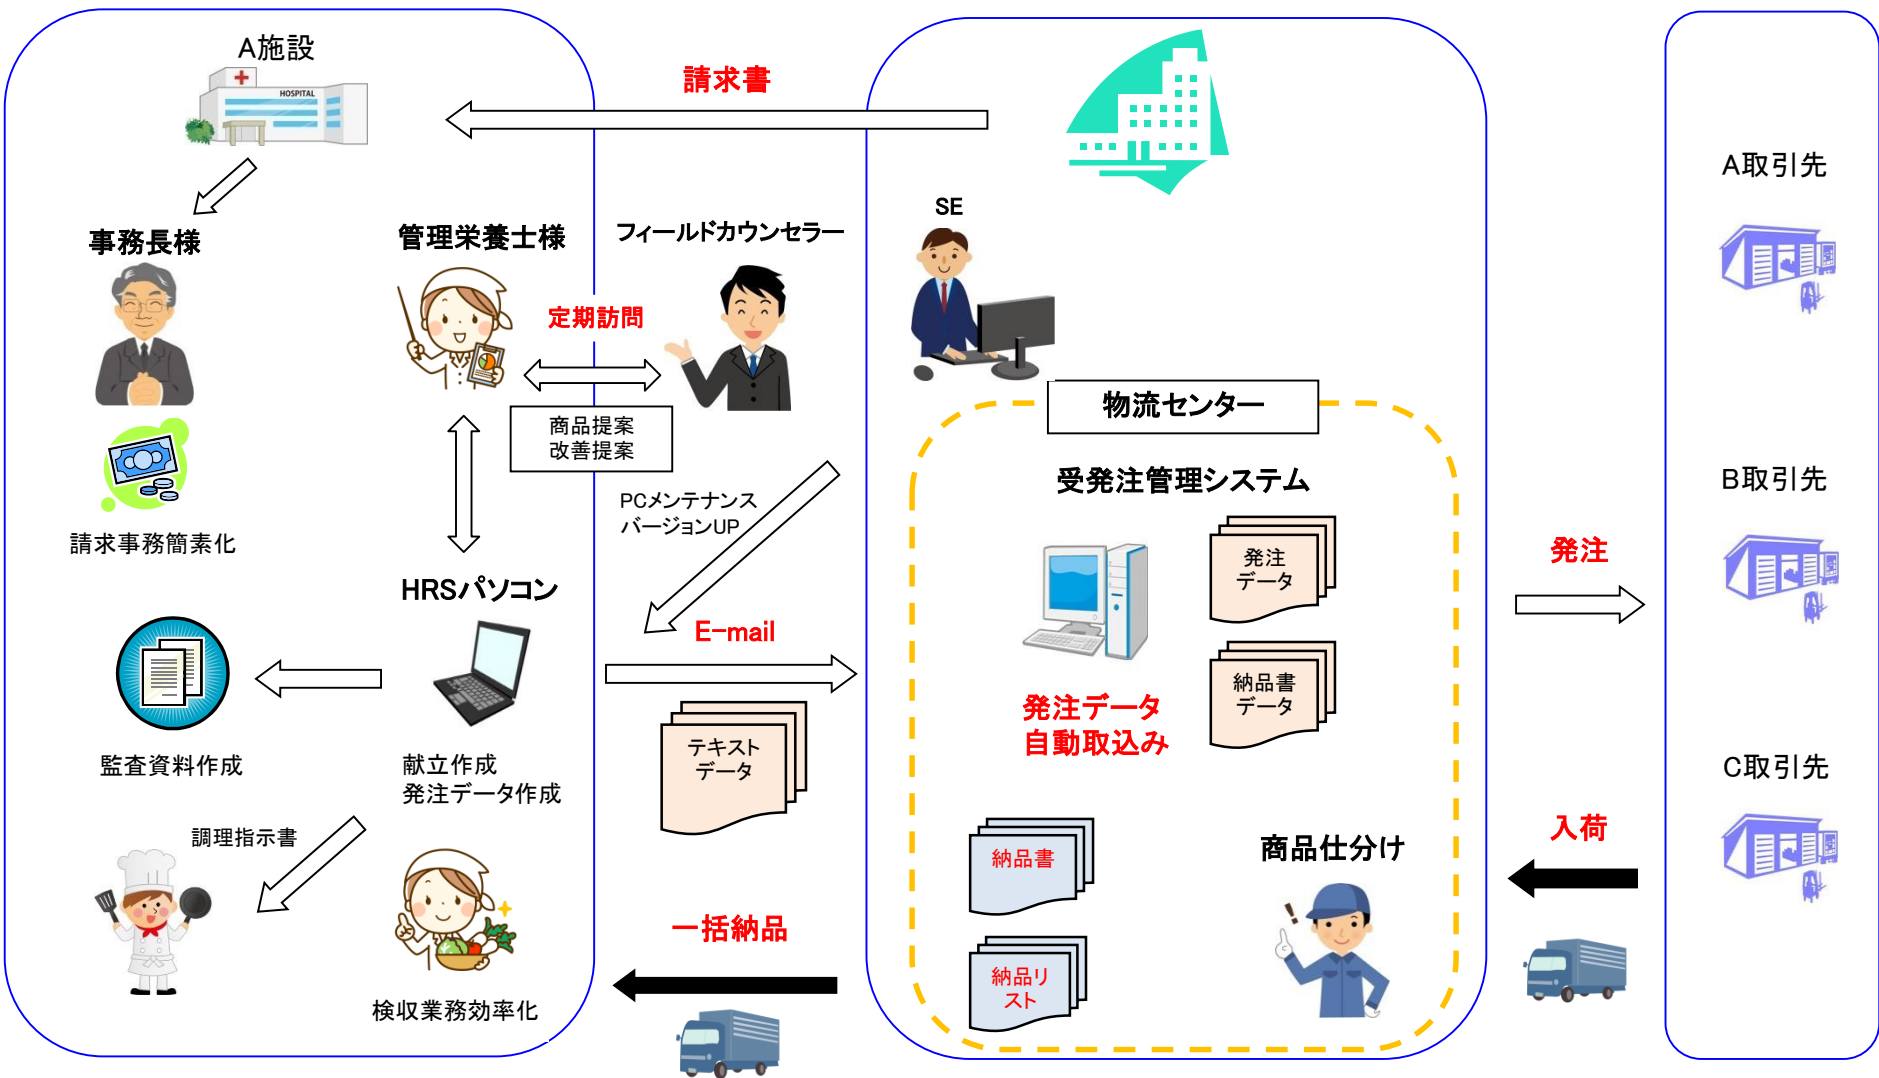 A施設
HOSPITAL
請求書
事務長様
管理栄養士様
フィールドカウンセラー
SE
定期訪問
商品提案
改善提案
PCメンテナンス
バージョンUP
請求事務簡素化
HRSパソコン
E-mail
監査資料作成
献立作成
発注データ作成
テキスト
データ
調理指示書
検収業務効率化
一括納品
物流センター
受発注管理システム
発注
データ
納品書
データ
発注データ
自動取込み
納品書
納品リ
スト
商品仕分け
発注
入荷
A取引先
B取引先
C取引先